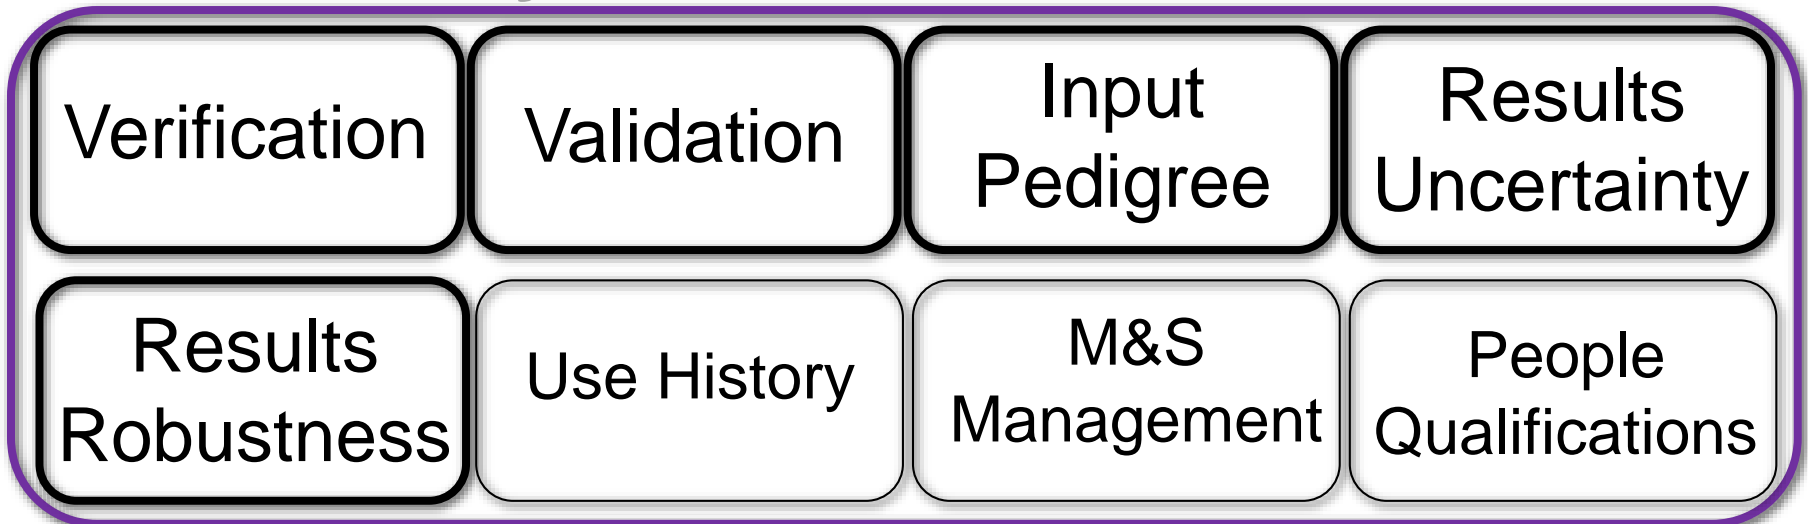 Verification
Validation
Input
Pedigree
Results
Uncertainty
Results
Robustness
Use History
M&S
Management
People
Qualifications